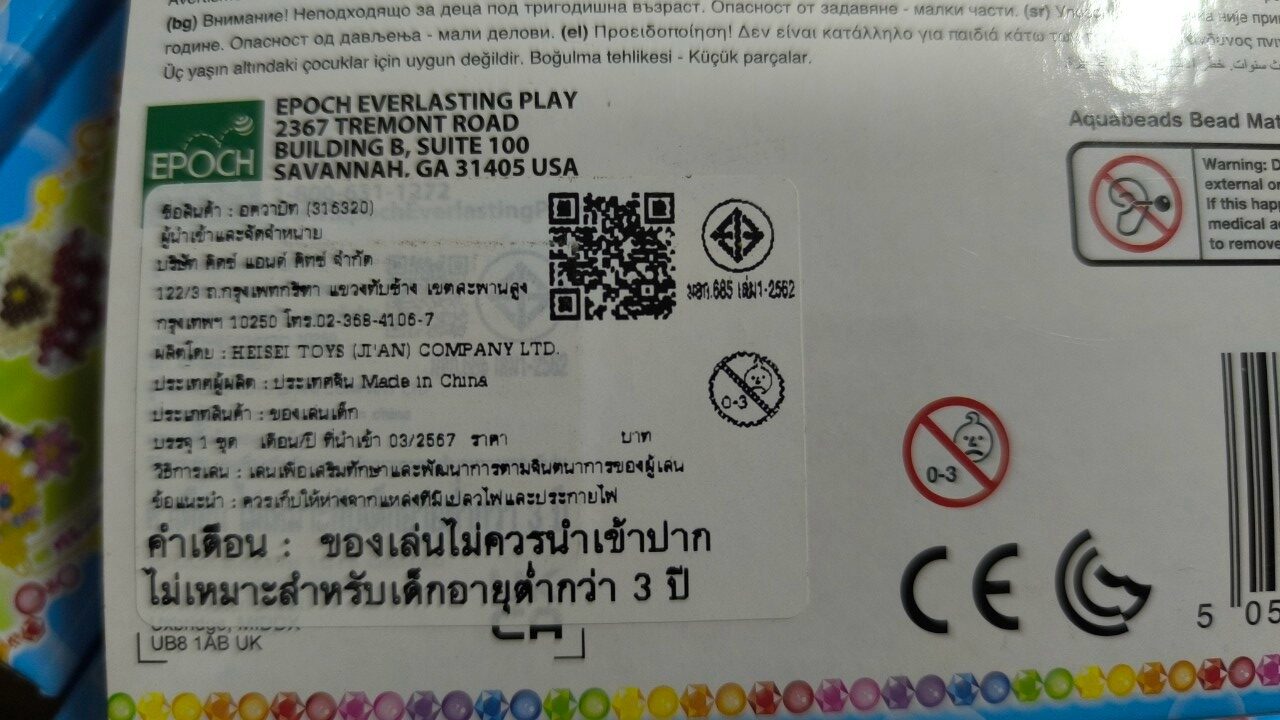 (bg) Внимание! Неподходящо за деца под тригодишна възраст. Опасност от задавяне - малки части. (sr)
године. Опасност од дављења - мали делови. (el) Προειδοποίηση! Δεν είναι κατάλληλο για παιδιά κάτω
Üç yaşın altındaki çocuklar için uygun değildir. Boğulma tehlikesi - Küçük parçalar.
EPOCH
EPOCH EVERLASTING PLAY
2367 TREMONT ROAD
BUILDING B, SUITE 100
SAVANNAH, GA 31405 USA
ชื่อสินค้า : อควาบีท (316320)
ผู้นำเข้าและจัดจำหน่าย
บริษัท คิดซ์ แอนด์ คิทซ์ จำกัด
122/3 ถ.กรุงเทพกรีฑา แขวงทับช้าง เขตสะพานสูง
กรุงเทพฯ 10250 โทร.02-368-4106-7
ผลิตโดย : HEISEI TOYS (JI'AN) COMPANY LTD.
ประเทศผู้ผลิต : ประเทศจีน Made in China
ประเภทสินค้า : ของเล่นเด็ก
บรรจุ 1 ชุด เดือน/ปี ที่นำเข้า 03/2567 ราคา บาท
วิธีการเล่น : เล่นเพื่อเสริมทักษะและพัฒนาการตามจินตนาการของผู้เล่น
ข้อแนะนำ : ควรเก็บให้ห่างจากแหล่งที่มีเปลวไฟและประกายไฟ
คำเตือน : ของเล่นไม่ควรนำเข้าปาก
ไม่เหมาะสำหรับเด็กอายุต่ำกว่า 3 ปี
มอก.685 เล่ม1-2562
0-3
UB8 1AB UK
Aquabeads Bead
Warning:
external
If this
medical
to remove
0-3
CE
5 05